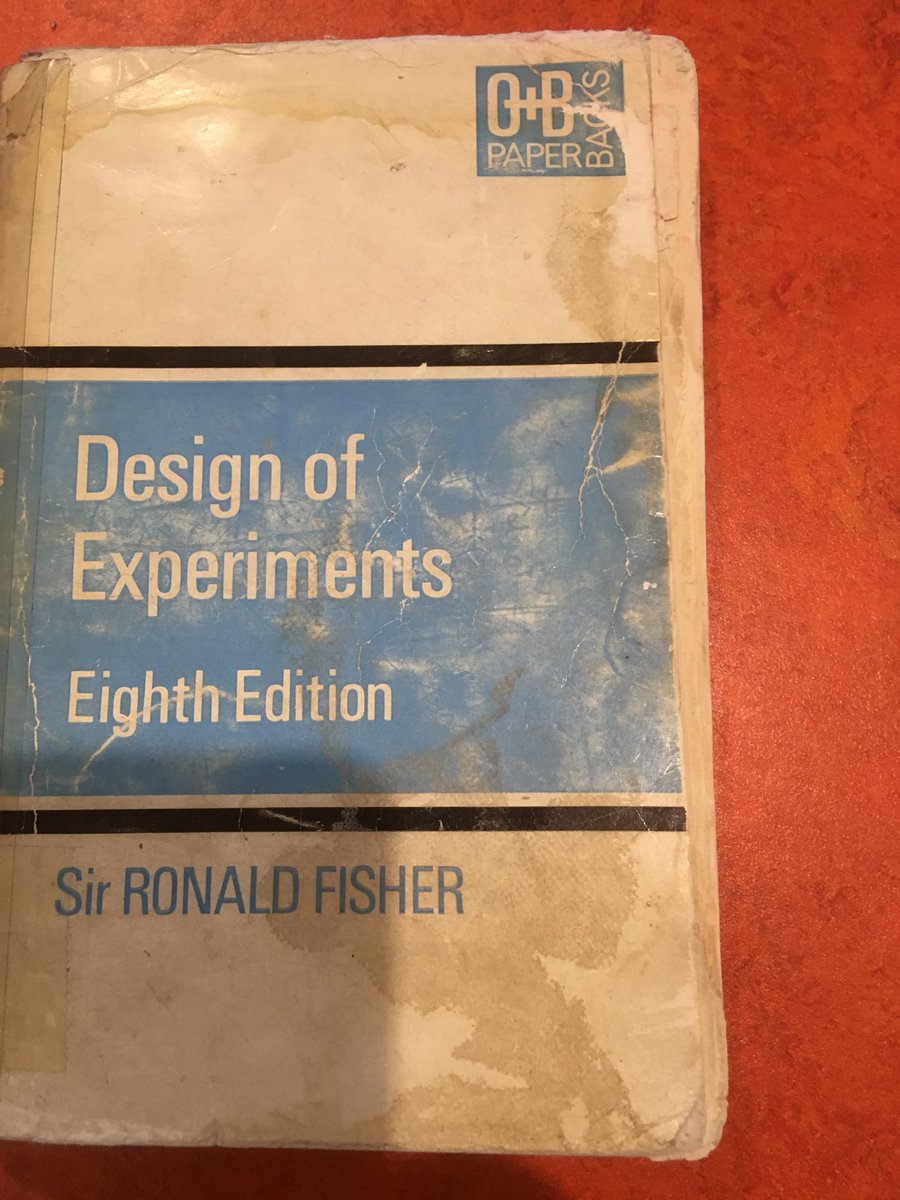 O+B
PAPER
BACKS
Design of
Experiments
Eighth Edition
Sir RONALD FISHER